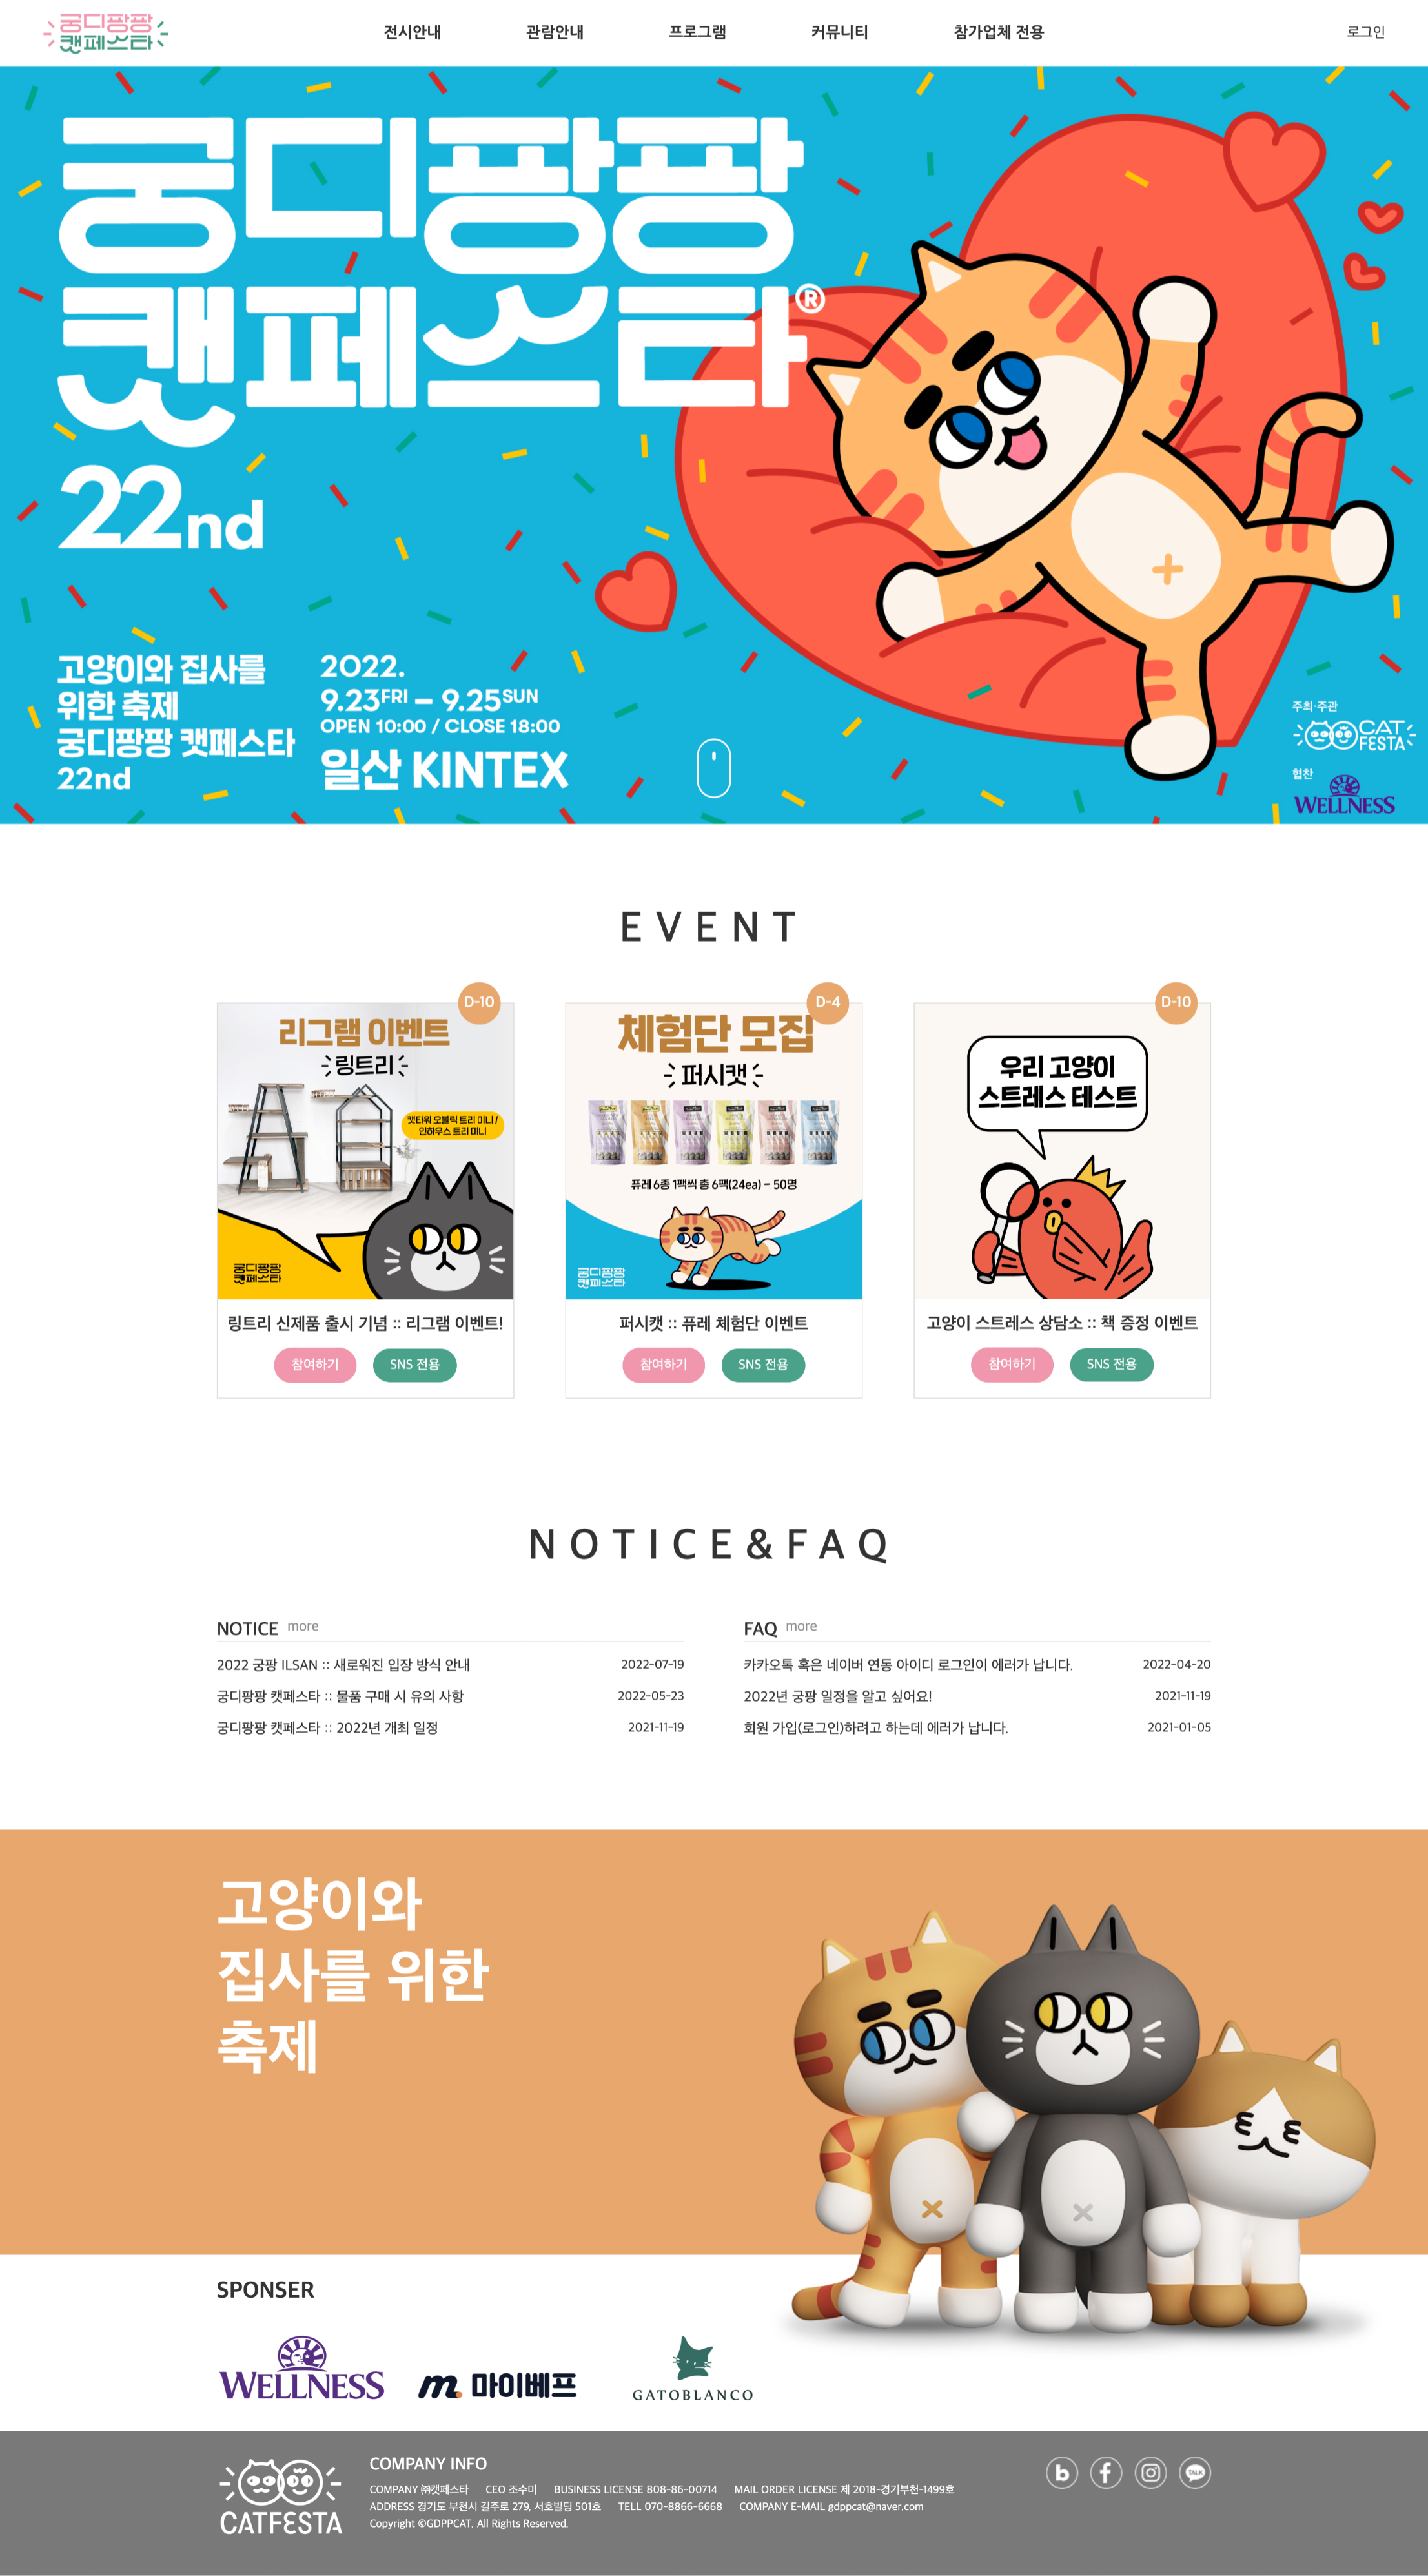 궁디팡팡
캣페스타
전시안내
관람안내
프로그램
커뮤니티
참가업체 전용
로그인
궁디팡팡
캣페스타®
22nd
고양이와 집사를
위한 축제
궁디팡팡 캣페스타
22nd
2022.
9.23FRI – 9.25SUN
OPEN 10:00 / CLOSE 18:00
일산 KINTEX
주최·주관
CAT
FESTA
협찬
WELLNESS
EVENT
D-10
리그램 이벤트
링트리
캣타워 오블릭 트리 미니 /
인하우스 트리 미니
궁디팡팡
캣페스타
링트리 신제품 출시 기념 :: 리그램 이벤트!
참여하기
SNS 전용
D-4
체험단 모집
퍼시캣
퓨레 6종 1팩씩 총 6팩(24ea) – 50명
궁디팡팡
캣페스타
퍼시캣 :: 퓨레 체험단 이벤트
참여하기
SNS 전용
D-10
우리 고양이
스트레스 테스트
고양이 스트레스 상담소 :: 책 증정 이벤트
참여하기
SNS 전용
NOTICE&FAQ
NOTICE more
2022 궁팡 ILSAN :: 새로워진 입장 방식 안내 2022-07-19
궁디팡팡 캣페스타 :: 물품 구매 시 유의 사항 2022-05-23
궁디팡팡 캣페스타 :: 2022년 개최 일정 2021-11-19
FAQ more
카카오톡 혹은 네이버 연동 아이디 로그인이 에러가 납니다. 2022-04-20
2022년 궁팡 일정을 알고 싶어요! 2021-11-19
회원 가입(로그인)하려고 하는데 에러가 납니다. 2021-01-05
고양이와
집사를 위한
축제
SPONSER
WELLNESS
m. 마이베프
GATOBLANCO
CATFESTA
COMPANY INFO
COMPANY ㈜캣페스타 CEO 조수미 BUSINESS LICENSE 808-86-00714 MAIL ORDER LICENSE 제 2018-경기부천-1499호
ADDRESS 경기도 부천시 길주로 279, 서호빌딩 501호 TELL 070-8866-6668 COMPANY E-MAIL gdppcat@naver.com
Copyright ©GDPPCAT. All Rights Reserved.
b
f
TALK